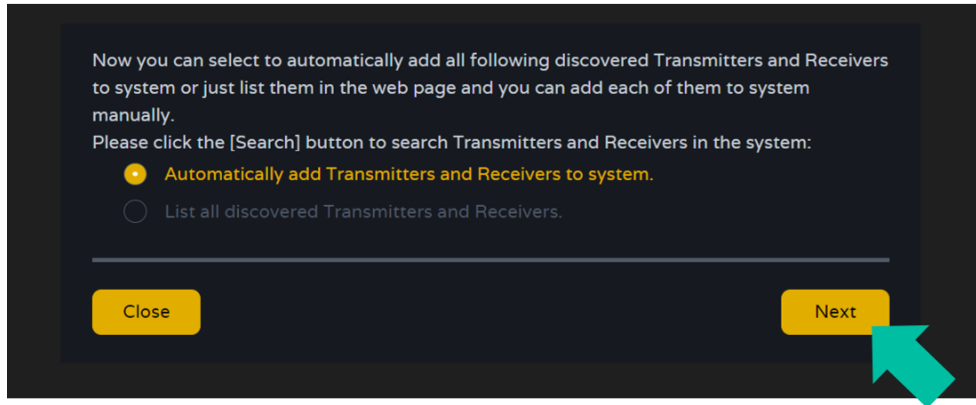 Now you can select to automatically add all following discovered Transmitters and Receivers
to system or just list them in the web page and you can add each of them to system
manually.
Please click the [Search] button to search Transmitters and Receivers in the system:
Automatically add Transmitters and Receivers to system.
List all discovered Transmitters and Receivers.
Close
Next